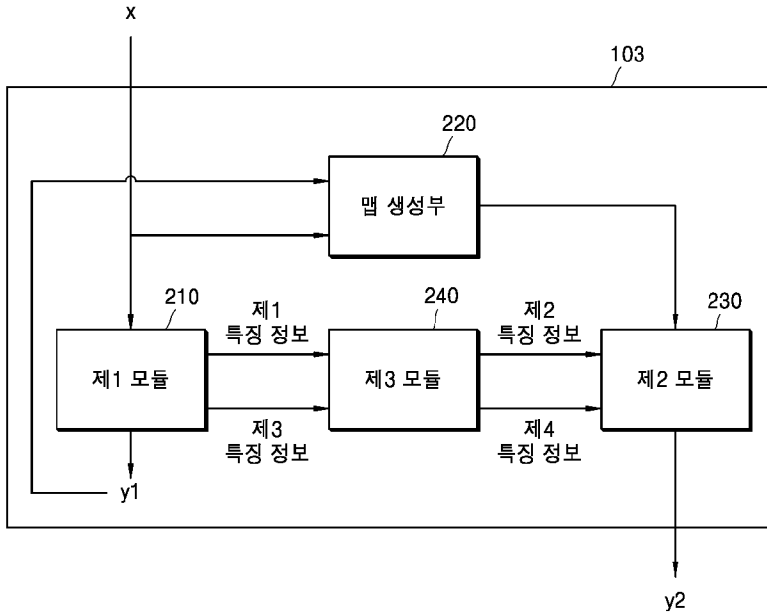 x
103
220
맵 생성부
210
제1
특징 정보
240
제2
특징 정보
230
제1 모듈
제3 모듈
제2 모듈
제3
특징 정보
제4
특징 정보
y1
y2